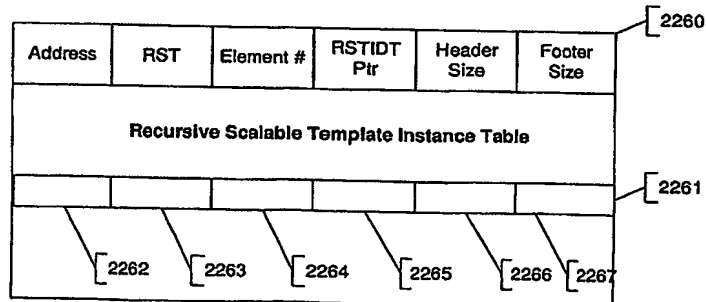 2260
Address RST Element # RSTIDT Ptr Header Size Footer Size
Recursive Scalable Template Instance Table
2261
2262 2263 2264 2265 2266 2267